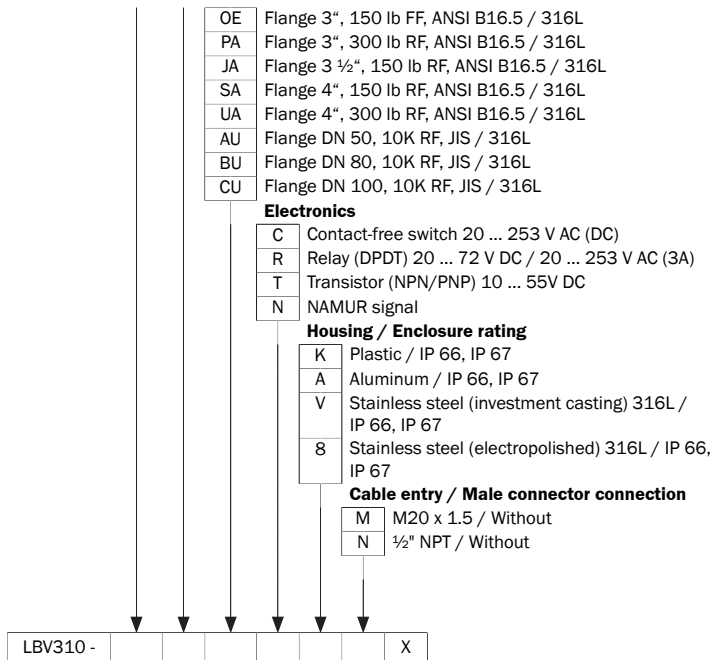 OE Flange 3“, 150 lb FF, ANSI B16.5 / 316L
PA Flange 3“, 300 lb RF, ANSI B16.5 / 316L
JA Flange 3 ½“, 150 lb RF, ANSI B16.5 / 316L
SA Flange 4“, 150 lb RF, ANSI B16.5 / 316L
UA Flange 4“, 300 lb RF, ANSI B16.5 / 316L
AU Flange DN 50, 10K RF, JIS / 316L
BU Flange DN 80, 10K RF, JIS / 316L
CU Flange DN 100, 10K RF, JIS / 316L
Electronics
C Contact-free switch 20 ... 253 V AC (DC)
R Relay (DPDT) 20 ... 72 V DC / 20 ... 253 V AC (3A)
T Transistor (NPN/PNP) 10 ... 55V DC
N NAMUR signal
Housing / Enclosure rating
K Plastic / IP 66, IP 67
A Aluminum / IP 66, IP 67
V Stainless steel (investment casting) 316L /
IP 66, IP 67
8 Stainless steel (electropolished) 316L / IP 66,
IP 67
Cable entry / Male connector connection
M M20 x 1.5 / Without
N ½" NPT / Without
LBV310 - X